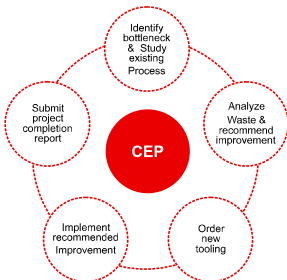 Identify
bottleneck
& Study
existing
Process
Analyze
Waste &
recommend
improvement
Order
new
tooling
Implement
recommended
Improvement
Submit
project
completion
report
CEP